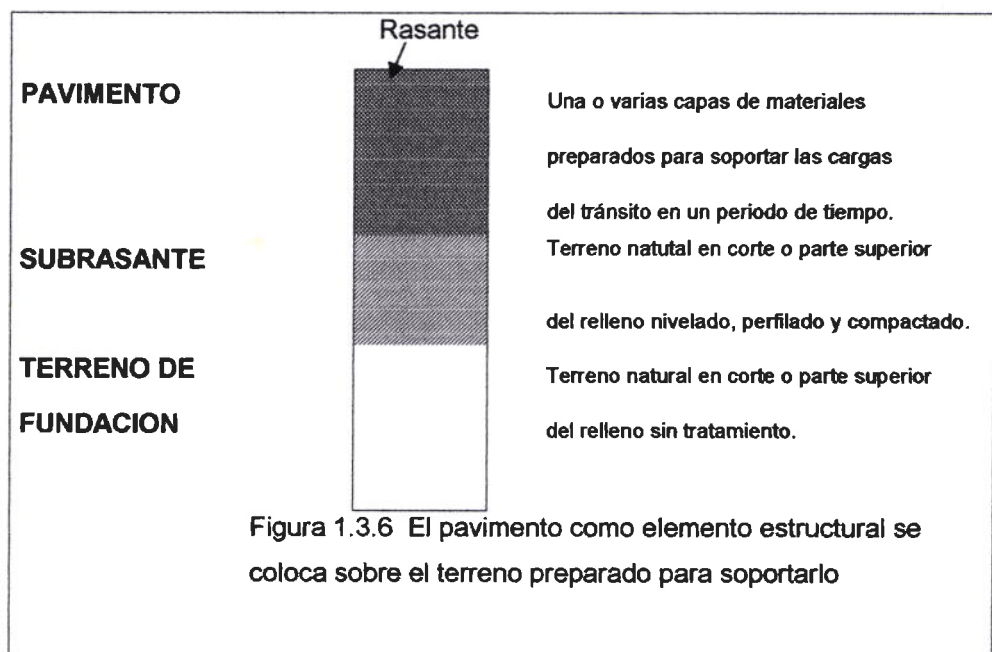 Rasante
PAVIMENTO
Una o varias capas de materiales
preparados para soportar las cargas
del tránsito en un periodo de tiempo.
SUBRASANTE
Terreno natutal en corte o parte superior
del relleno nivelado, perfilado y compactado.
TERRENO DE
FUNDACION
Terreno natural en corte o parte superior
del relleno sin tratamiento.
Figura 1.3.6 El pavimento como elemento estructural se
coloca sobre el terreno preparado para soportarlo